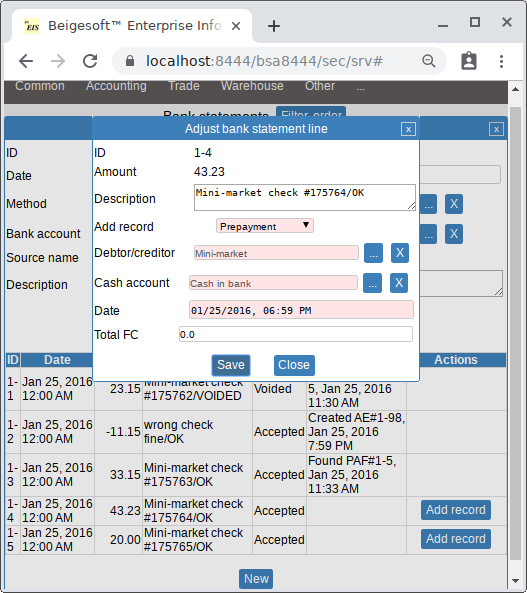 Beigesoft™ Enterprise Info
localhost:8444/bsa8444/sec/srv#
Common Accounting Trade Warehouse Other ...
Bank statements Filter-order
Adjust bank statement line x
x
ID
Date
Method ... X
Bank account ... X
Source name
Description
ID 1-4
Amount 43.23
Description Mini-market check #175764/OK
Add record Prepayment
Debtor/creditor Mini-market ... X
Cash account Cash in bank ... X
Date 01/25/2016, 06:59 PM
Total FC 0.0
Save Close
ID Date Actions
1-1 Jan 25, 2016 12:00 AM 23.15 Mini-market check #175762/VOIDED Voided 5, Jan 25, 2016 11:30 AM
1-2 Jan 25, 2016 12:00 AM -11.15 wrong check fine/OK Accepted Created AE#1-98, Jan 25, 2016 7:59 PM
1-3 Jan 25, 2016 12:00 AM 33.15 Mini-market check #175763/OK Accepted Found PAF#1-5, Jan 25, 2016 11:33 AM
1-4 Jan 25, 2016 12:00 AM 43.23 Mini-market check #175764/OK Accepted Add record
1-5 Jan 25, 2016 12:00 AM 20.00 Mini-market check #175765/OK Accepted Add record
New